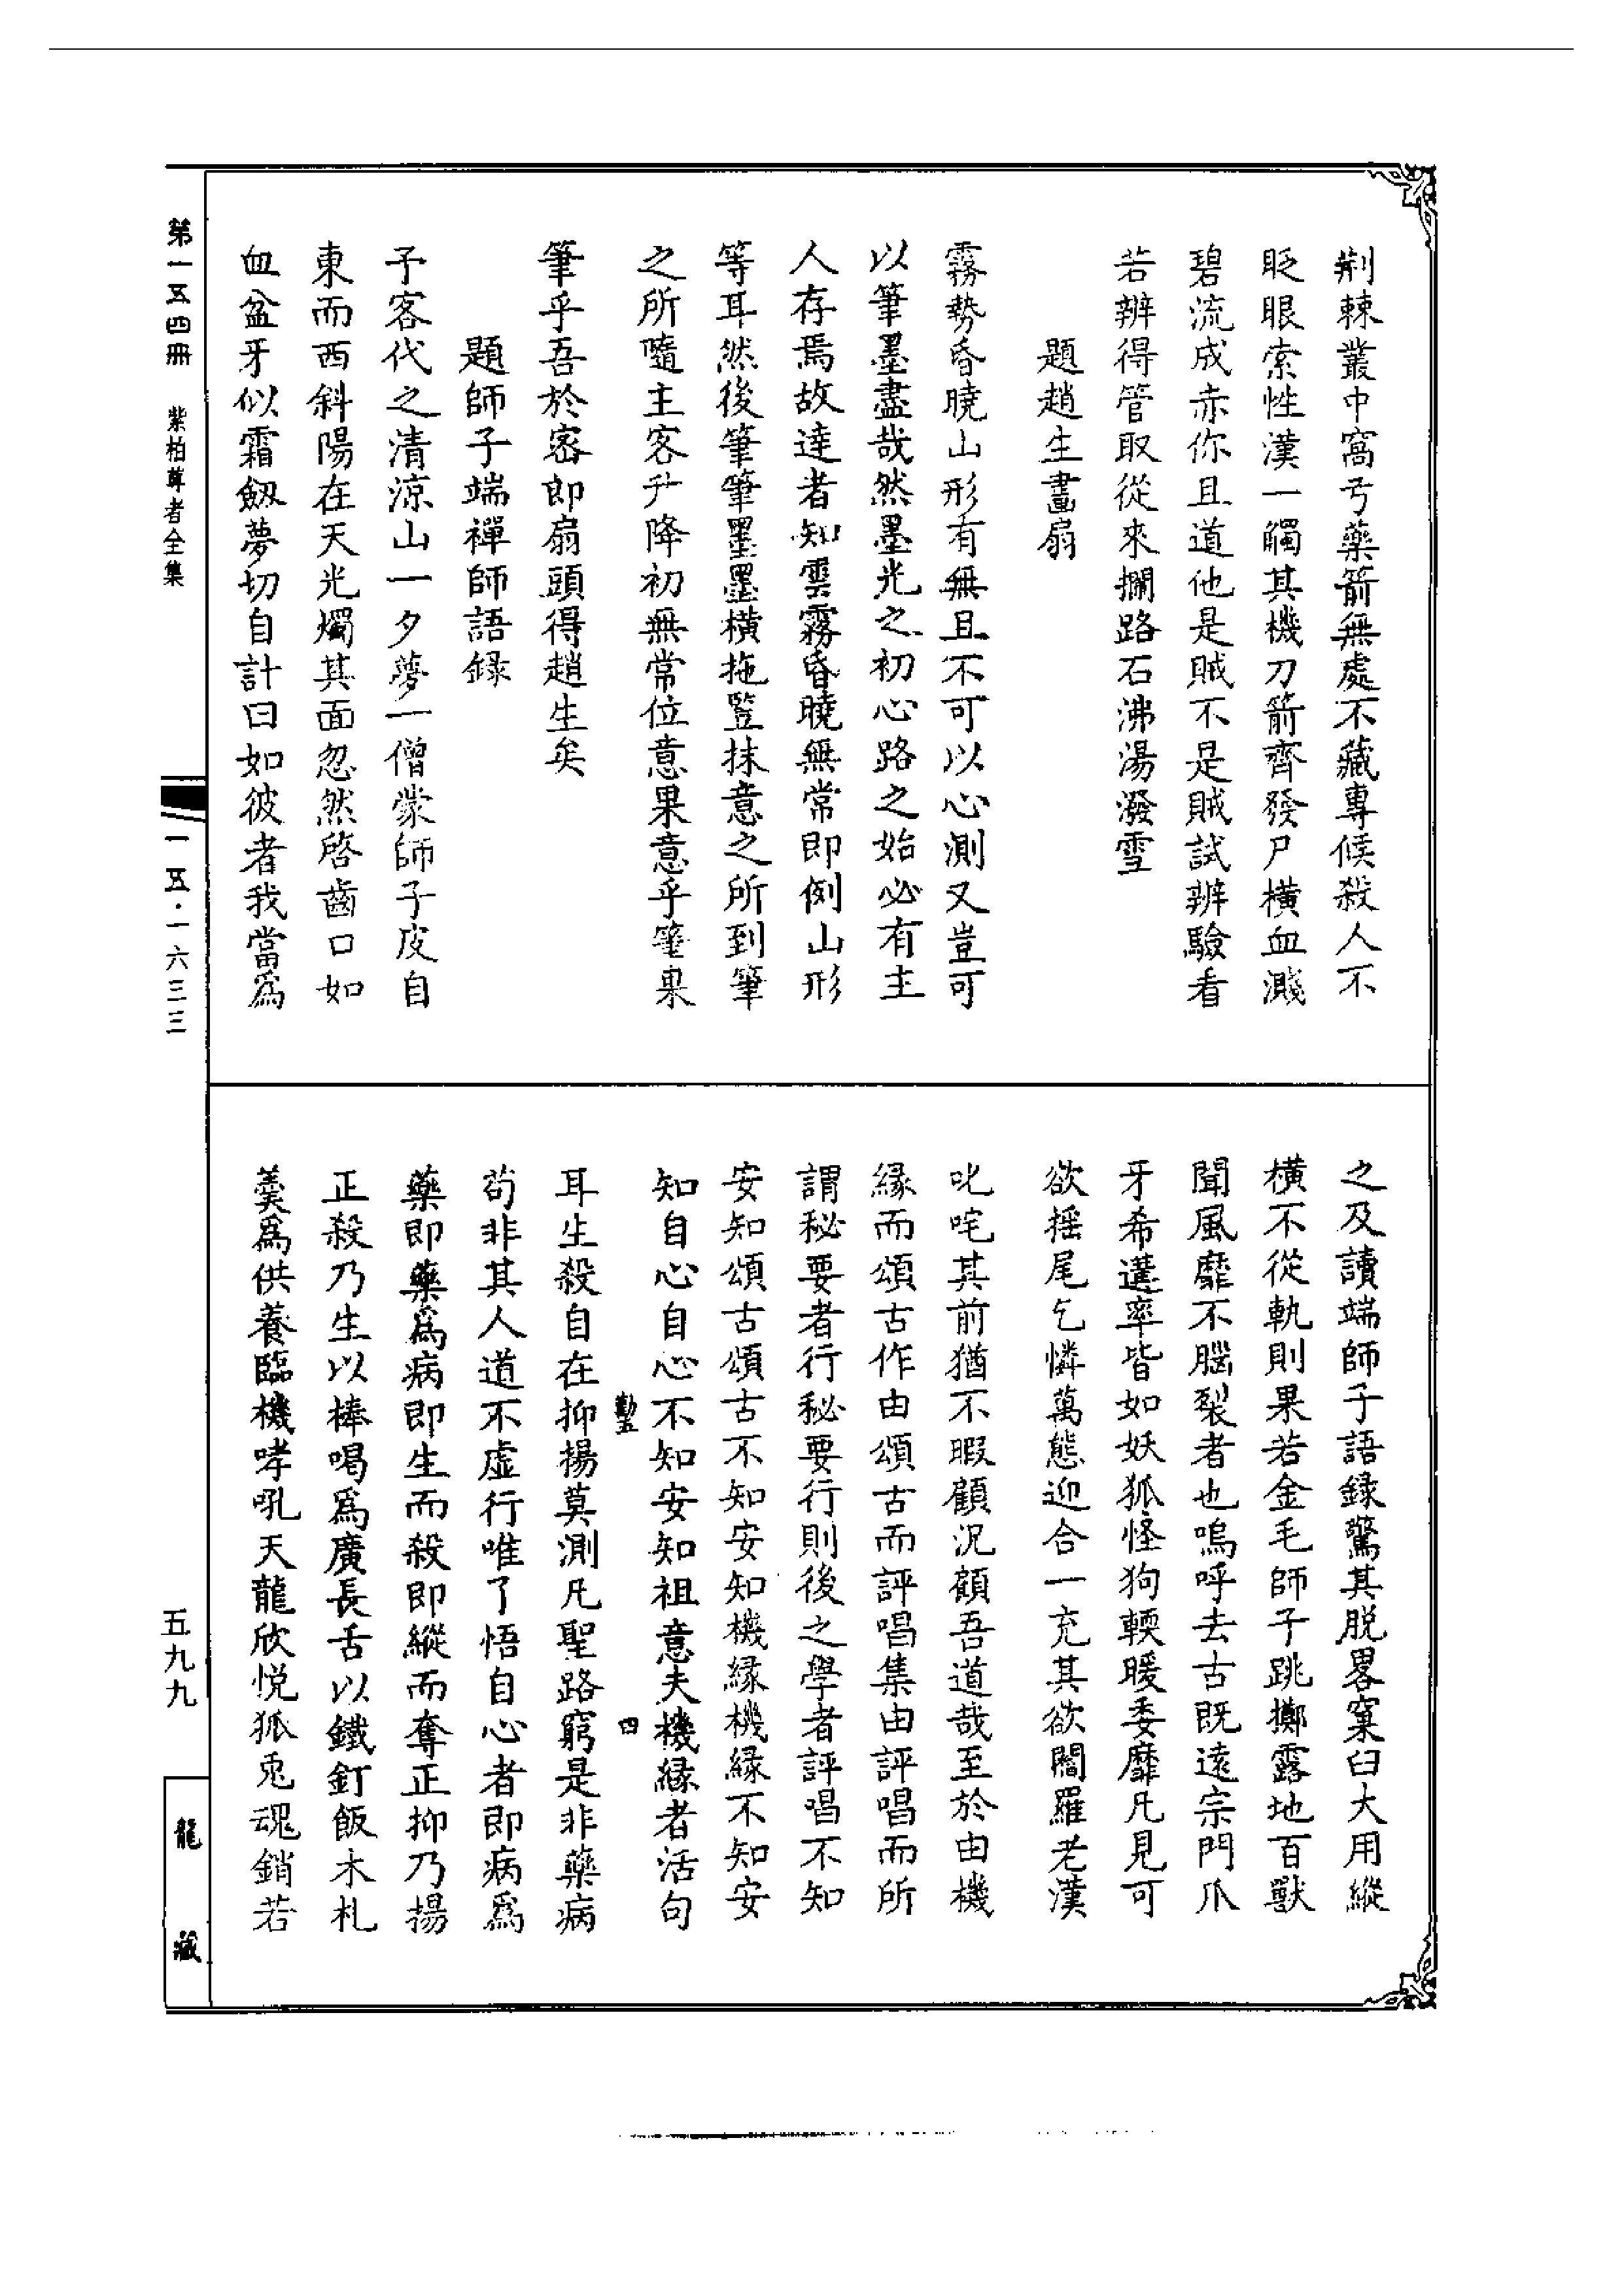 荆棘叢中窩弓藥箭無處不藏專候殺人不
眨眼索性漢一觸其機刀箭齊發尸橫血濺
碧流成赤你且道他是賊不是賊試辨驗看
若辨得管取從來攔路石沸湯潑雪
題趙生畫扇
霧勢昏曉山形有無且不可以心測又豈可
以筆墨盡哉然墨光之初心路之始必有主
人存焉故達者知雲霧昏曉無常即例山形
等耳然後筆筆墨墨橫拖竪抹意之所到筆
之所隨主客升降初無常位意果意乎筆果
筆乎吾於客即扇頭得趙生矣
題師子端禪師語録
予客代之清涼山一夕夢一僧蒙師子皮自
東而西斜陽在天光燭其面忽然啓齒口如
血盆牙似霜劔夢切自計曰如彼者我當爲
之及讀端師子語録驚其脱畧窠臼大用縱
橫不從軌則果若金毛師子跳擲露地百獸
聞風靡不腦裂者也嗚呼去古既遠宗門爪
牙希遘率皆如妖狐怪狗輭暖委靡凡見可
欲摇尾乞憐萬態迎合一充其欲閻羅老漢
叱咤其前猶不暇顧況顧吾道哉至於由機
緣而頌古作由頌古而評唱集由評唱而所
謂秘要者行秘要行則後之學者評唱不知
安知頌古頌古不知安知機緣機緣不知安
知自心自心不知安知祖意夫機緣者活句
四
耳生殺自在抑揚莫測凡聖路窮是非藥病
苟非其人道不虚行唯了悟自心者即病爲
藥即藥爲病即生而殺即縱而奪正抑乃揚
正殺乃生以棒喝爲廣長舌以鐵釘飯木札
羹爲供養臨機哮吼天龍欣悅狐兎魂銷若
第一五四冊 紫柏尊者全集
一五·一六三三
五九九
龍藏